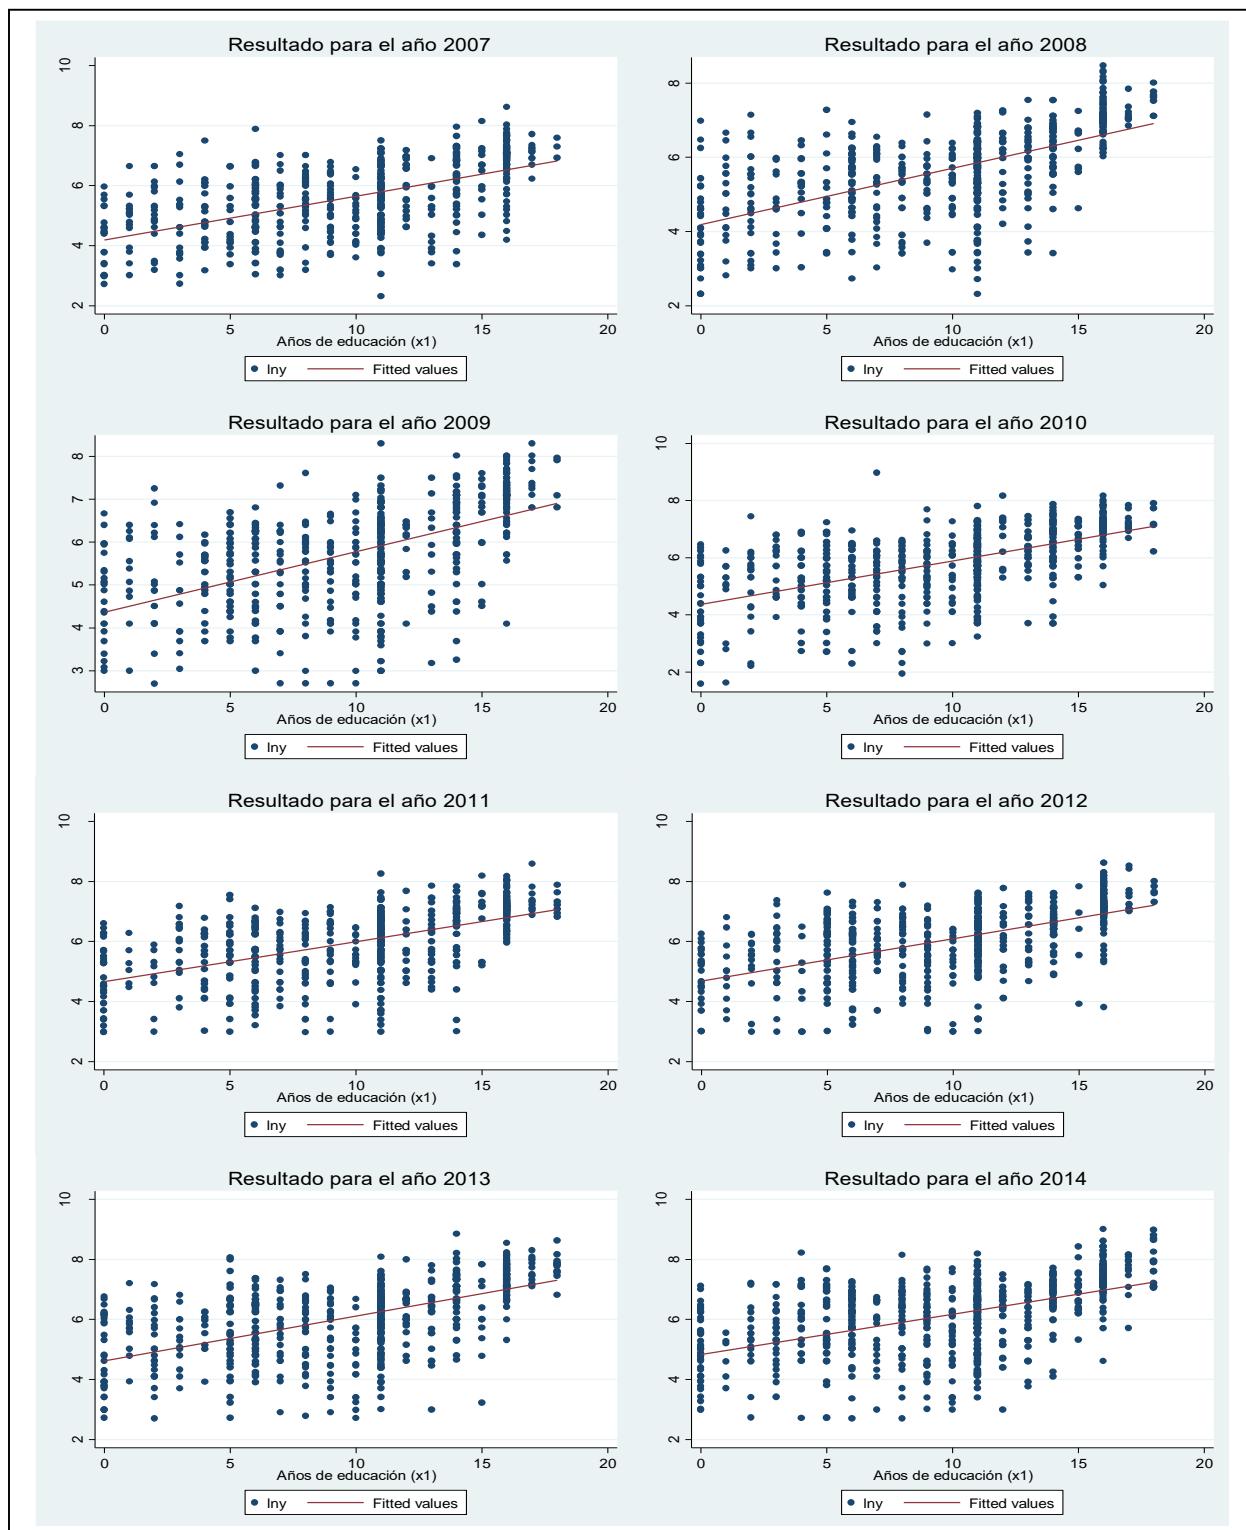 Resultado para el año 2007
10
8
6
4
2
0 5 10 15 20
Años de educación (x1)
lny Fitted values
Resultado para el año 2008
8
6
4
2
0 5 10 15 20
Años de educación (x1)
lny Fitted values
Resultado para el año 2009
8
7
6
5
4
3
0 5 10 15 20
Años de educación (x1)
lny Fitted values
Resultado para el año 2010
10
8
6
4
2
0 5 10 15 20
Años de educación (x1)
lny Fitted values
Resultado para el año 2011
10
8
6
4
2
0 5 10 15 20
Años de educación (x1)
lny Fitted values
Resultado para el año 2012
10
8
6
4
2
0 5 10 15 20
Años de educación (x1)
lny Fitted values
Resultado para el año 2013
10
8
6
4
2
0 5 10 15 20
Años de educación (x1)
lny Fitted values
Resultado para el año 2014
10
8
6
4
2
0 5 10 15 20
Años de educación (x1)
lny Fitted values